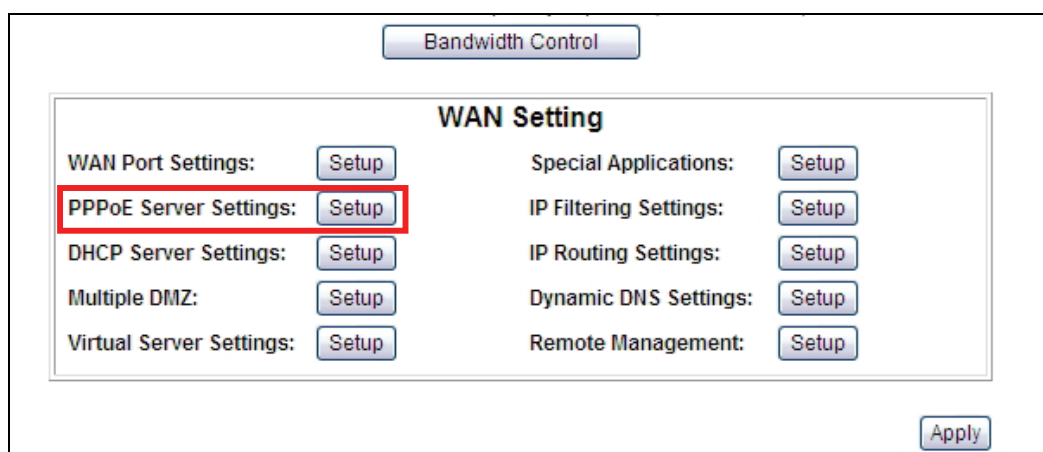 Bandwidth Control
WAN Setting
WAN Port Settings: Setup Special Applications: Setup
PPPoE Server Settings: Setup IP Filtering Settings: Setup
DHCP Server Settings: Setup IP Routing Settings: Setup
Multiple DMZ: Setup Dynamic DNS Settings: Setup
Virtual Server Settings: Setup Remote Management: Setup
Apply